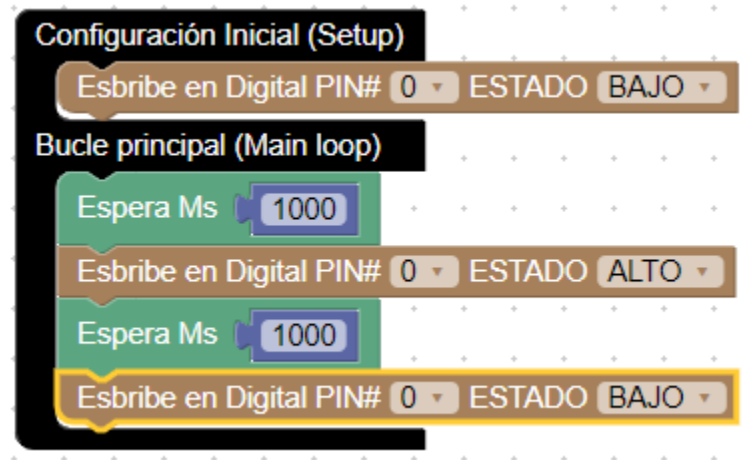 Configuración Inicial (Setup)
Esbribe en Digital PIN# 0 ESTADO BAJO
Bucle principal (Main loop)
Espera Ms 1000
Esbribe en Digital PIN# 0 ESTADO ALTO
Espera Ms 1000
Esbribe en Digital PIN# 0 ESTADO BAJO